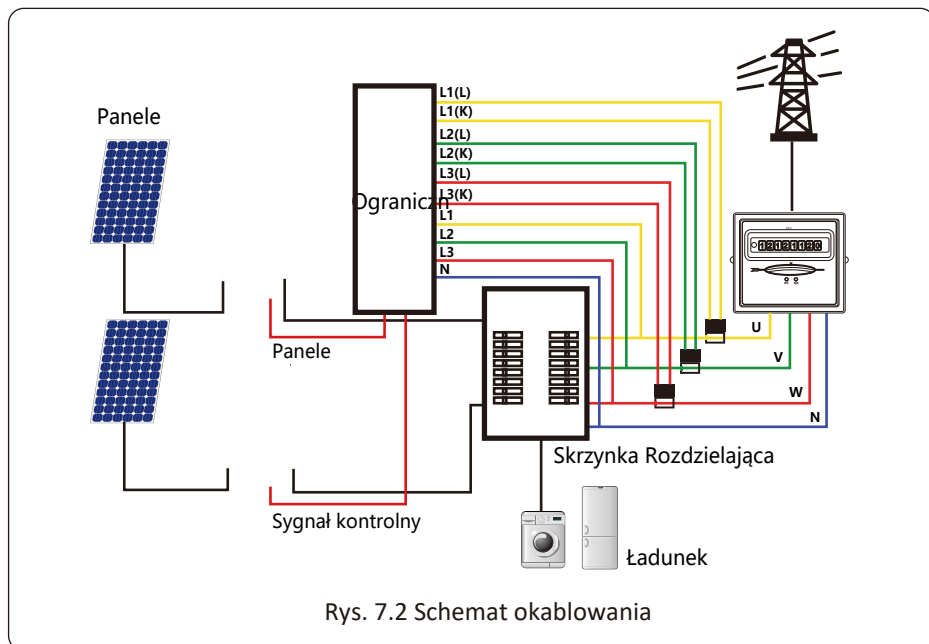 Panele
L1(L)
L1(K)
L2(L)
L2(K)
L3(L)
L3(K)
Ograniczn
L1
L2
L3
N
12121120
U
V
W
N
Panele
Skrzynka Rozdzielająca
Sygnał kontrolny
Ładunek
Rys. 7.2 Schemat okablowania